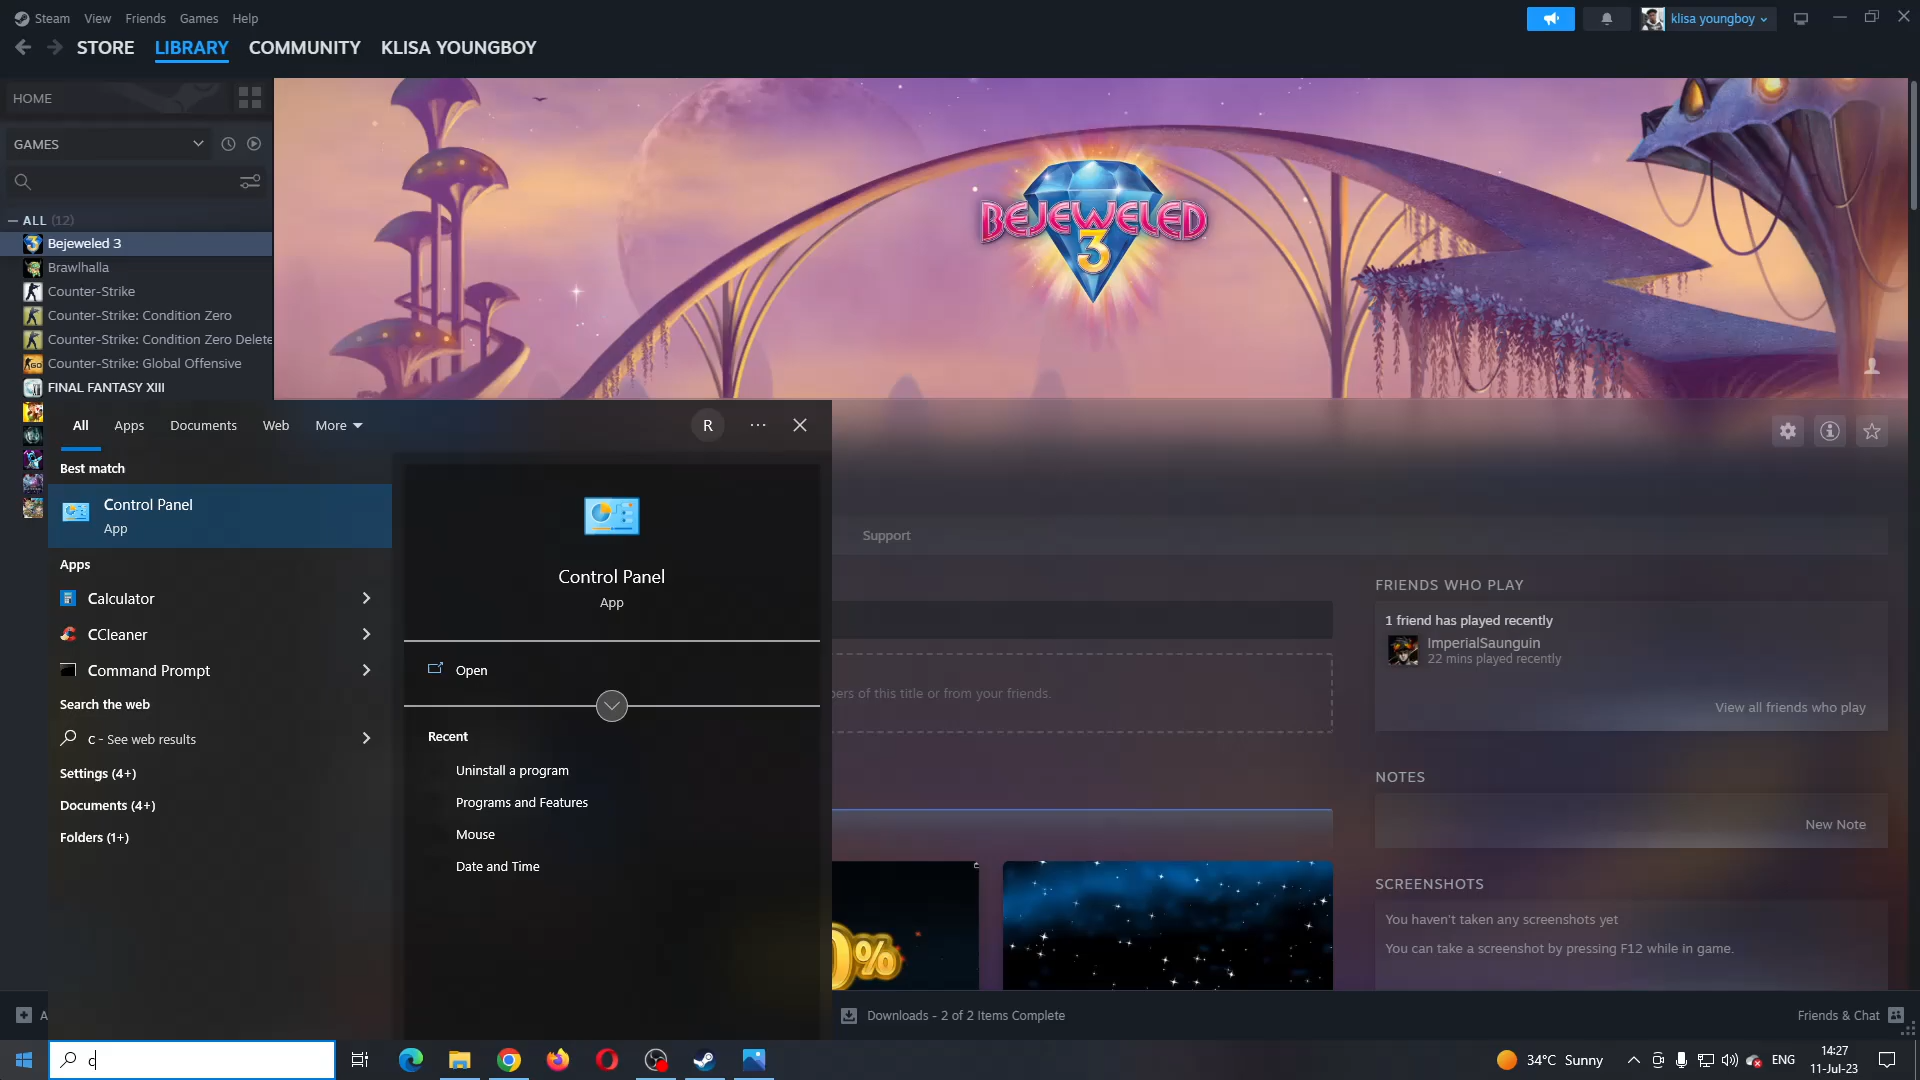 Steam View Friends Games Help
klisa youngboy
STORE LIBRARY COMMUNITY KLISA YOUNGBOY
HOME
GAMES
ALL (12)
Bejeweled 3
Brawlhalla
Counter-Strike
Counter-Strike: Condition Zero
Counter-Strike: Condition Zero Delete
Counter-Strike: Global Offensive
FINAL FANTASY XIII
BEJEWELED
3
All Apps Documents Web More
R
Best match
Control Panel
App
Apps
Calculator
CCleaner
Command Prompt
Search the web
c - See web results
Settings (4+)
Documents (4+)
Folders (1+)
Control Panel
App
Open
Recent
Uninstall a program
Programs and Features
Mouse
Date and Time
Support
bers of this title or from your friends.
0%
FRIENDS WHO PLAY
1 friend has played recently
ImperialSaunguin
22 mins played recently
View all friends who play
NOTES
New Note
SCREENSHOTS
You haven't taken any screenshots yet
You can take a screenshot by pressing F12 while in game.
A
Downloads - 2 of 2 Items Complete
Friends & Chat
c
34°C Sunny
ENG
14:27
11-Jul-23